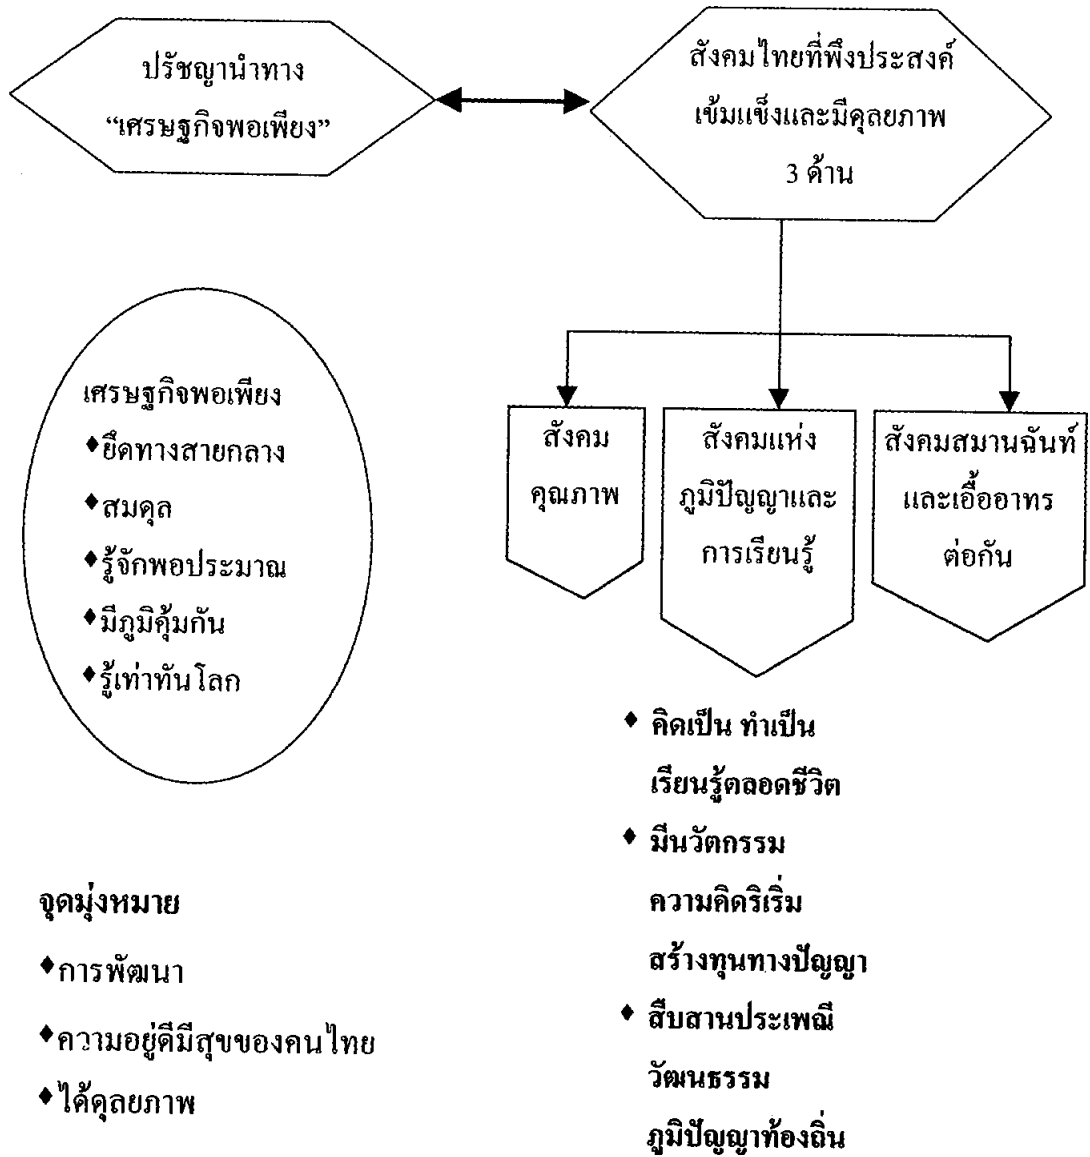 ปรัชญานำทาง
“เศรษฐกิจพอเพียง”
สังคมไทยที่พึงประสงค์
เข้มแข็งและมีดุลยภาพ
3 ด้าน
เศรษฐกิจพอเพียง
♦ยึดทางสายกลาง
♦สมดุล
♦รู้จักพอประมาณ
♦มีภูมิคุ้มกัน
♦รู้เท่าทันโลก
สังคม
คุณภาพ
สังคมแห่ง
ภูมิปัญญาและ
การเรียนรู้
สังคมสมานฉันท์
และเอื้ออาทร
ต่อกัน
♦ คิดเป็น ทำเป็น
เรียนรู้ตลอดชีวิต
♦ มีนวัตกรรม
ความคิดริเริ่ม
สร้างทุนทางปัญญา
♦ สืบสานประเพณี
วัฒนธรรม
ภูมิปัญญาท้องถิ่น
จุดมุ่งหมาย
♦การพัฒนา
♦ความอยู่ดีมีสุขของคนไทย
♦ได้ดุลยภาพ